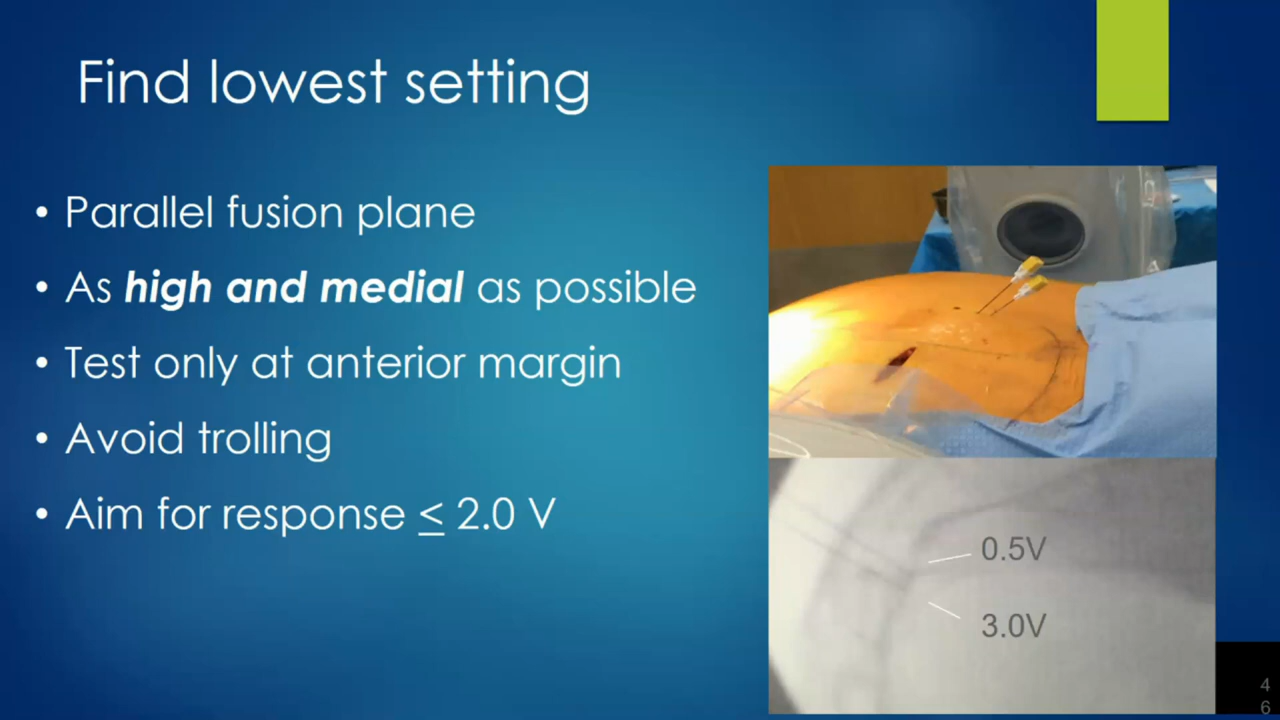 Find lowest setting
• Parallel fusion plane
• As high and medial as possible
• Test only at anterior margin
• Avoid trolling
• Aim for response ≤ 2.0 V
0.5V
3.0V
4
6